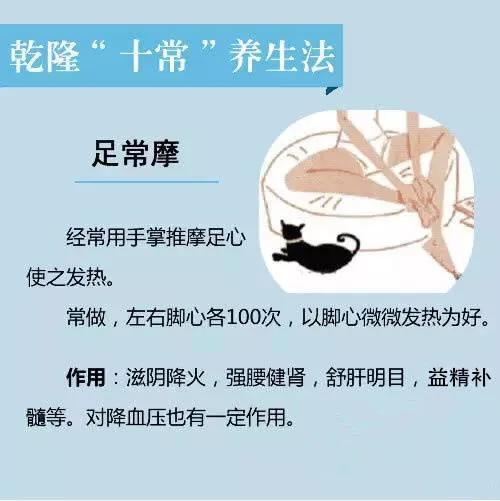 乾隆“十常”养生法
足常摩
经常用手掌推摩足心
使之发热。
常做，左右脚心各100次，以脚心微微发热为好。
作用：滋阴降火，强腰健肾，舒肝明目，益精补
髓等。对降血压也有一定作用。